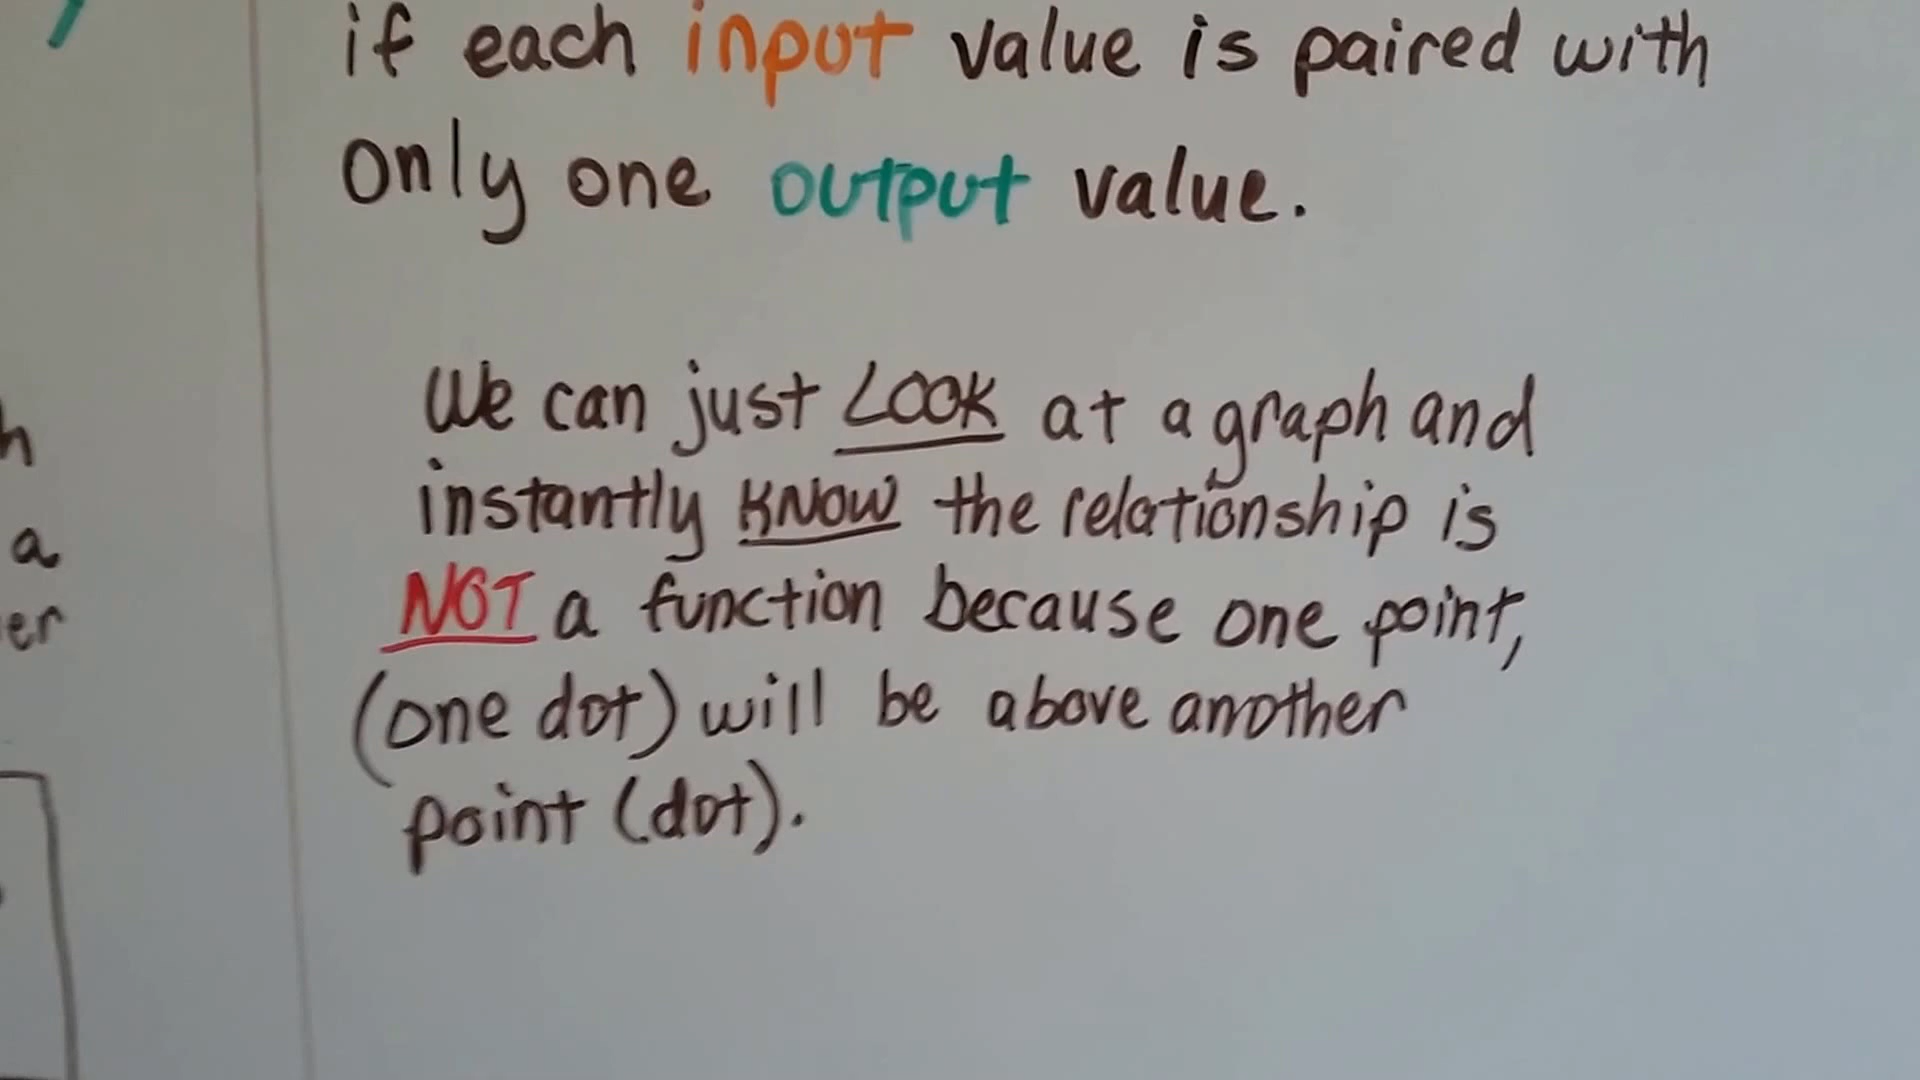 if each input value is paired with
only one output value.
We can just LOOK at a graph and
instantly KNOW the relationship is
NOT a function because one point,
(one dot) will be above another
point (dot).
a
er